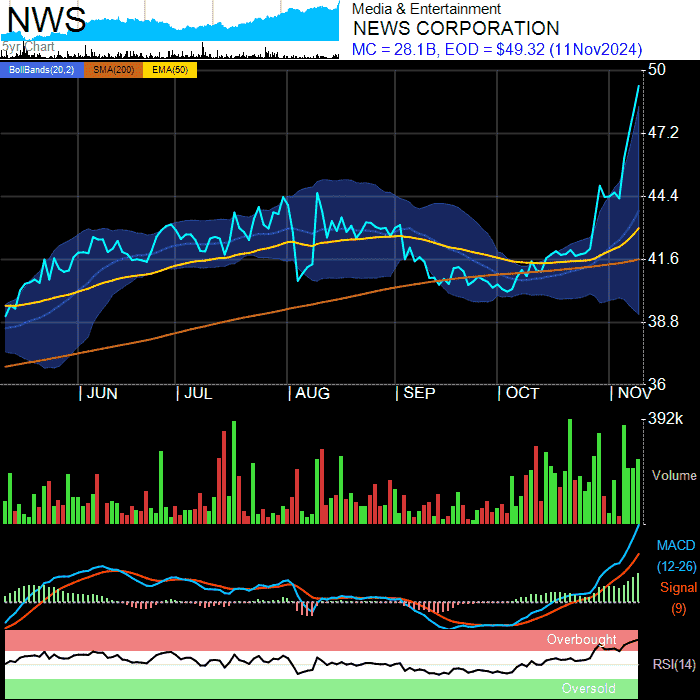 NWS
5yr Chart
Media & Entertainment
NEWS CORPORATION
MC = 28.1B, EOD = $49.32 (11Nov2024)
BollBands(20,2) SMA(200) EMA(50)
50
47.2
44.4
41.6
38.8
36
JUN JUL AUG SEP OCT NOV
392k
Volume
MACD
(12-26)
Signal
(9)
Overbought
RSI(14)
Oversold